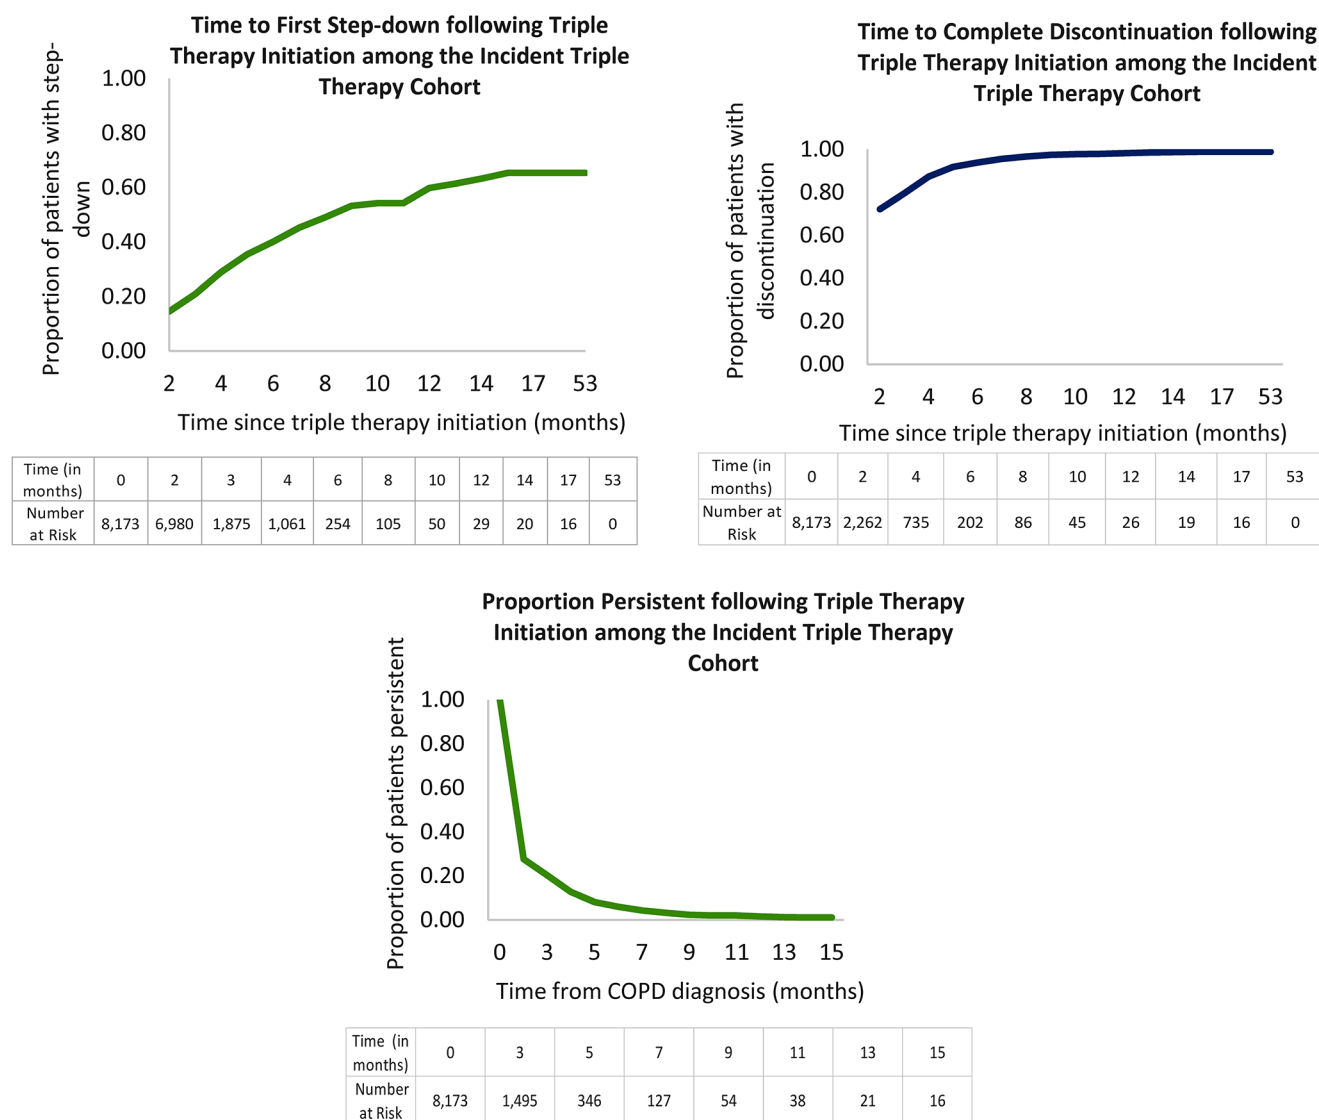 Time to First Step-down following Triple
Therapy Initiation among the Incident Triple
Therapy Cohort
Proportion of patients with step-
down
1.00
0.80
0.60
0.40
0.20
0.00
2 4 6 8 10 12 14 17 53
Time since triple therapy initiation (months)
Time (in
months) 0 2 3 4 6 8 10 12 14 17 53
Number
at Risk 8,173 6,980 1,875 1,061 254 105 50 29 20 16 0
Time to Complete Discontinuation following
Triple Therapy Initiation among the Incident
Triple Therapy Cohort
Proportion of patients with
discontinuation
1.00
0.80
0.60
0.40
0.20
0.00
2 4 6 8 10 12 14 17 53
Time since triple therapy initiation (months)
Time (in
months) 0 2 4 6 8 10 12 14 17 53
Number at
Risk 8,173 2,262 735 202 86 45 26 19 16 0
Proportion Persistent following Triple Therapy
Initiation among the Incident Triple Therapy
Cohort
Proportion of patients persistent
1.00
0.80
0.60
0.40
0.20
0.00
0 3 5 7 9 11 13 15
Time from COPD diagnosis (months)
Time (in
months) 0 3 5 7 9 11 13 15
Number
at Risk 8,173 1,495 346 127 54 38 21 16